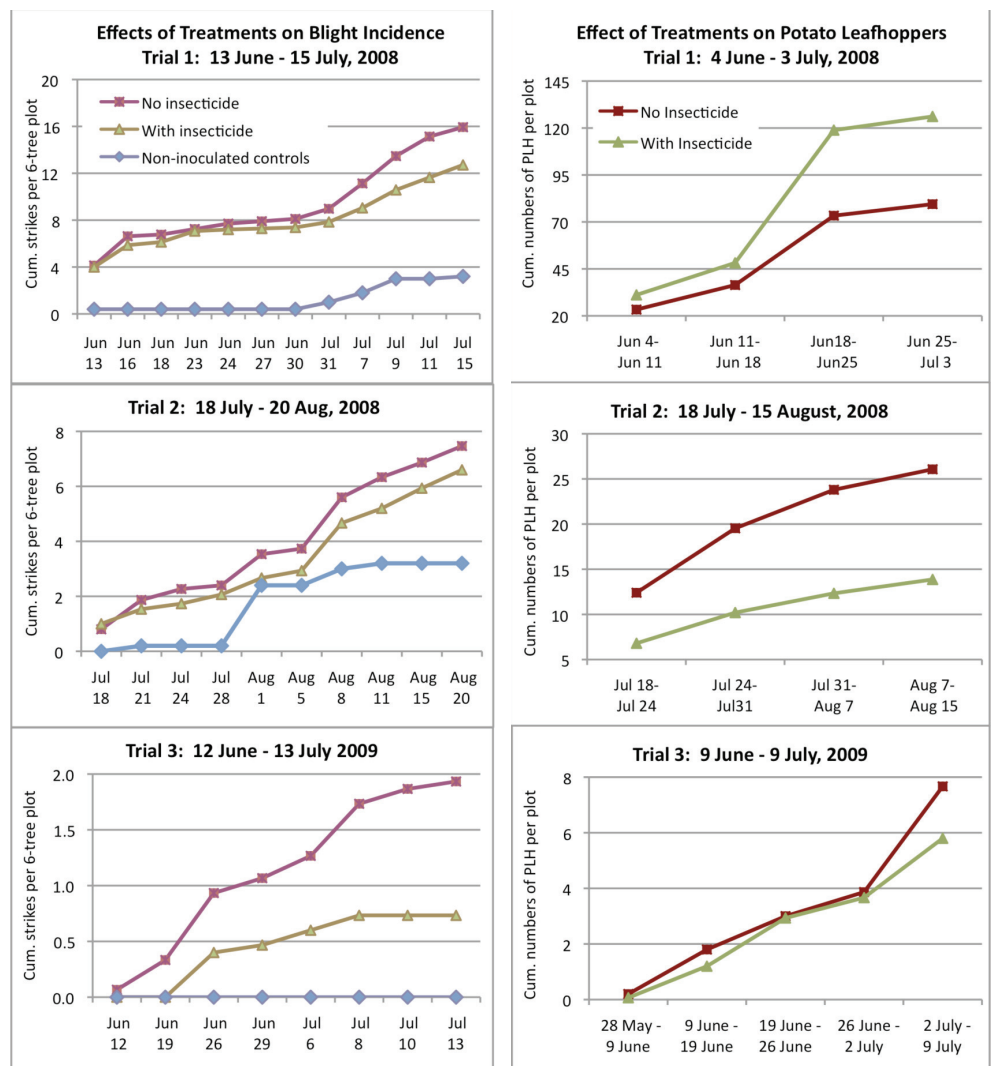 Effects of Treatments on Blight Incidence
Trial 1: 13 June - 15 July, 2008
Cum. strikes per 6-tree plot
20
16
12
8
4
0
No insecticide
With insecticide
Non-inoculated controls
Jun Jun Jun Jun Jun Jun Jun Jul Jul Jul Jul Jul
13 16 18 23 24 27 30 31 7 9 11 15
Effect of Treatments on Potato Leafhoppers
Trial 1: 4 June - 3 July, 2008
Cum. numbers of PLH per plot
145
120
95
70
45
20
No Insecticide
With Insecticide
Jun 4- Jun 11- Jun18- Jun 25-
Jun 11 Jun 18 Jun25 Jul 3
Trial 2: 18 July - 20 Aug, 2008
Cum. strikes per 6-tree plot
8
6
4
2
0
Jul Jul Jul Jul Aug Aug Aug Aug Aug Aug
18 21 24 28 1 5 8 11 15 20
Trial 2: 18 July - 15 August, 2008
Cum. numbers of PLH per plot
30
25
20
15
10
5
Jul 18- Jul 24- Jul 31- Aug 7-
Jul 24 Jul31 Aug 7 Aug 15
Trial 3: 12 June - 13 July 2009
Cum. strikes per 6-tree plot
2.0
1.5
1.0
0.5
0.0
Jun Jun Jun Jun Jul Jul Jul Jul
12 19 26 29 6 8 10 13
Trial 3: 9 June - 9 July, 2009
Cum. numbers of PLH per plot
8
6
4
2
0
28 May - 9 June - 19 June - 26 June - 2 July -
9 June 19 June 26 June 2 July 9 July